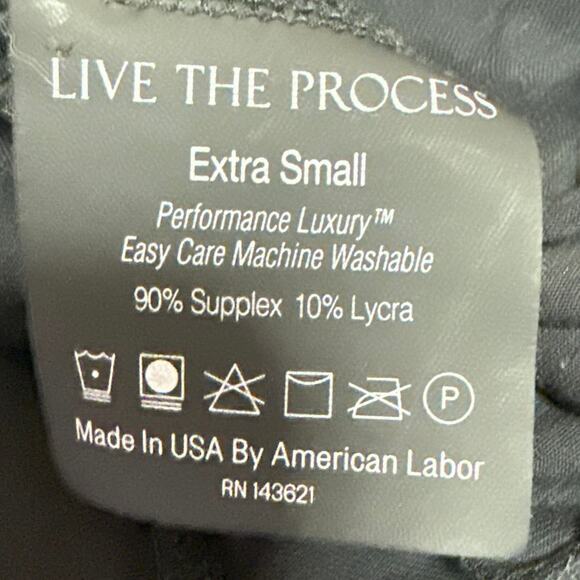 LIVE THE PROCESS
Extra Small
Performance Luxury™
Easy Care Machine Washable
90% Supplex 10% Lycra
P
Made In USA By American Labor
RN 143621